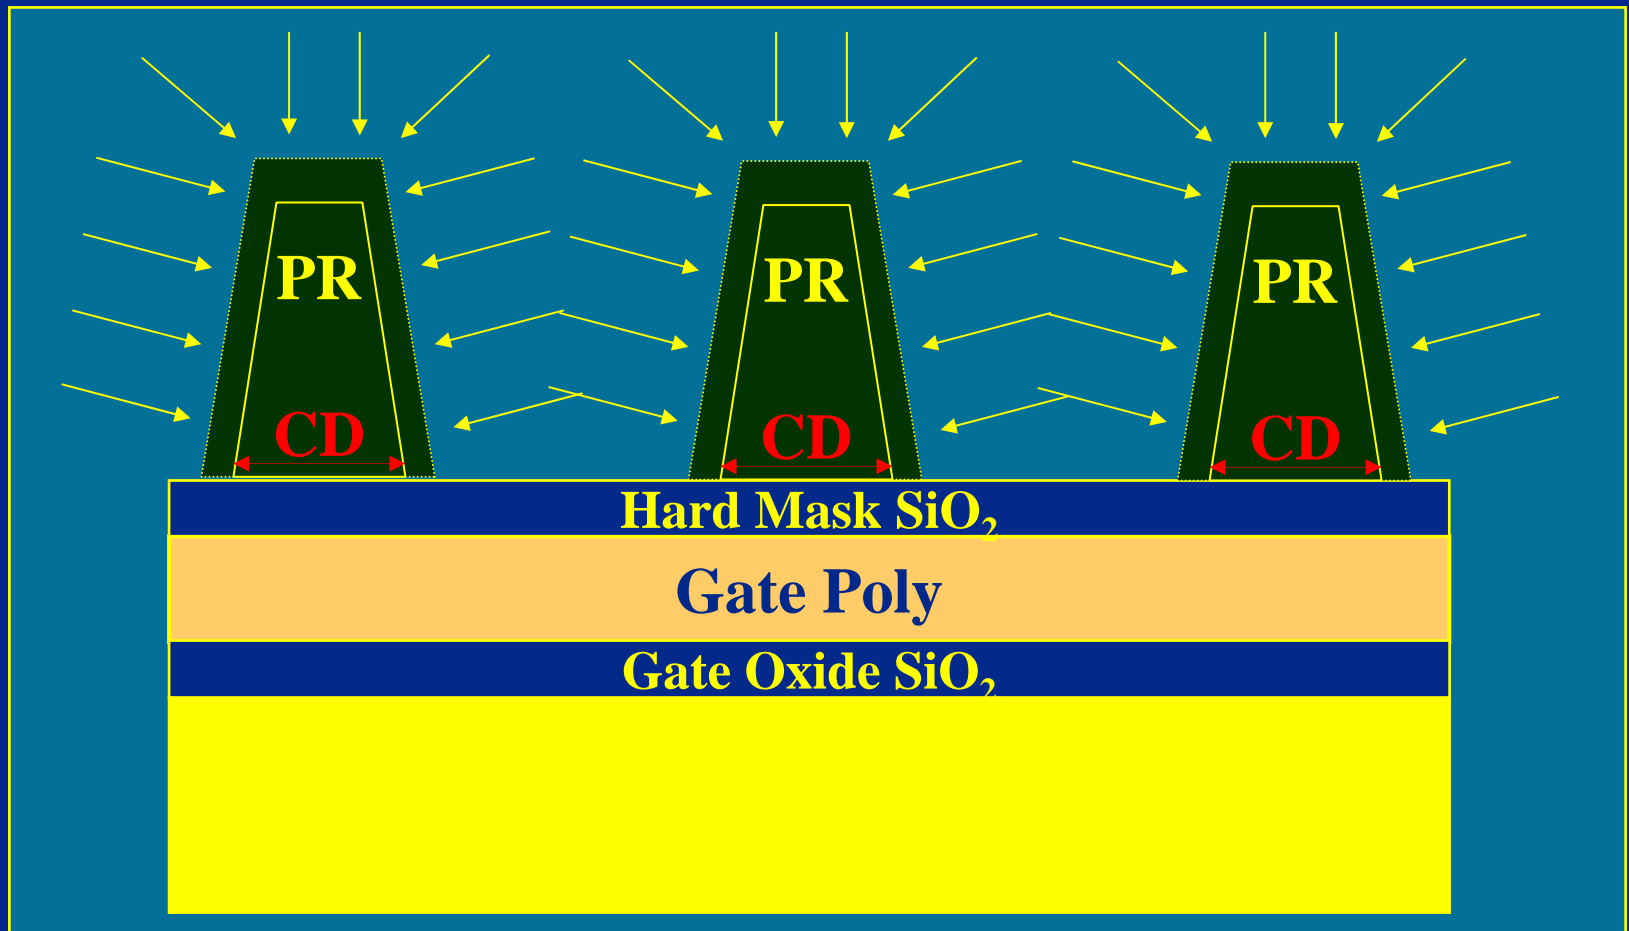 PR PR PR
CD CD CD
Hard Mask SiO₂
Gate Poly
Gate Oxide SiO₂